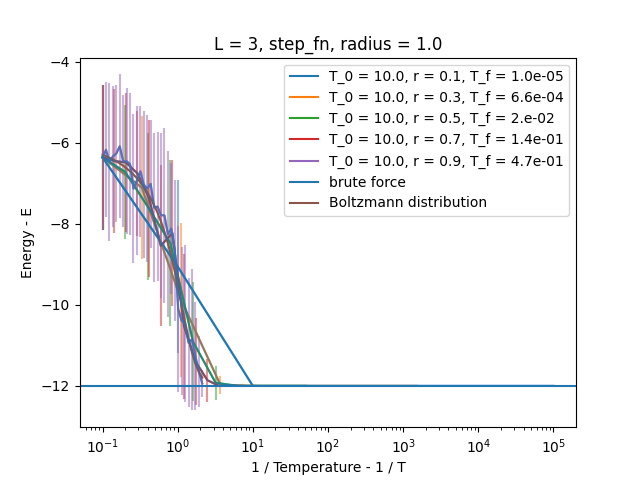 L = 3, step_fn, radius = 1.0
Energy - E
−4
−6
−8
−10
−12
T_0 = 10.0, r = 0.1, T_f = 1.0e-05
T_0 = 10.0, r = 0.3, T_f = 6.6e-04
T_0 = 10.0, r = 0.5, T_f = 2.e-02
T_0 = 10.0, r = 0.7, T_f = 1.4e-01
T_0 = 10.0, r = 0.9, T_f = 4.7e-01
brute force
Boltzmann distribution
10⁻¹ 10⁰ 10¹ 10² 10³ 10⁴ 10⁵
1 / Temperature - 1 / T